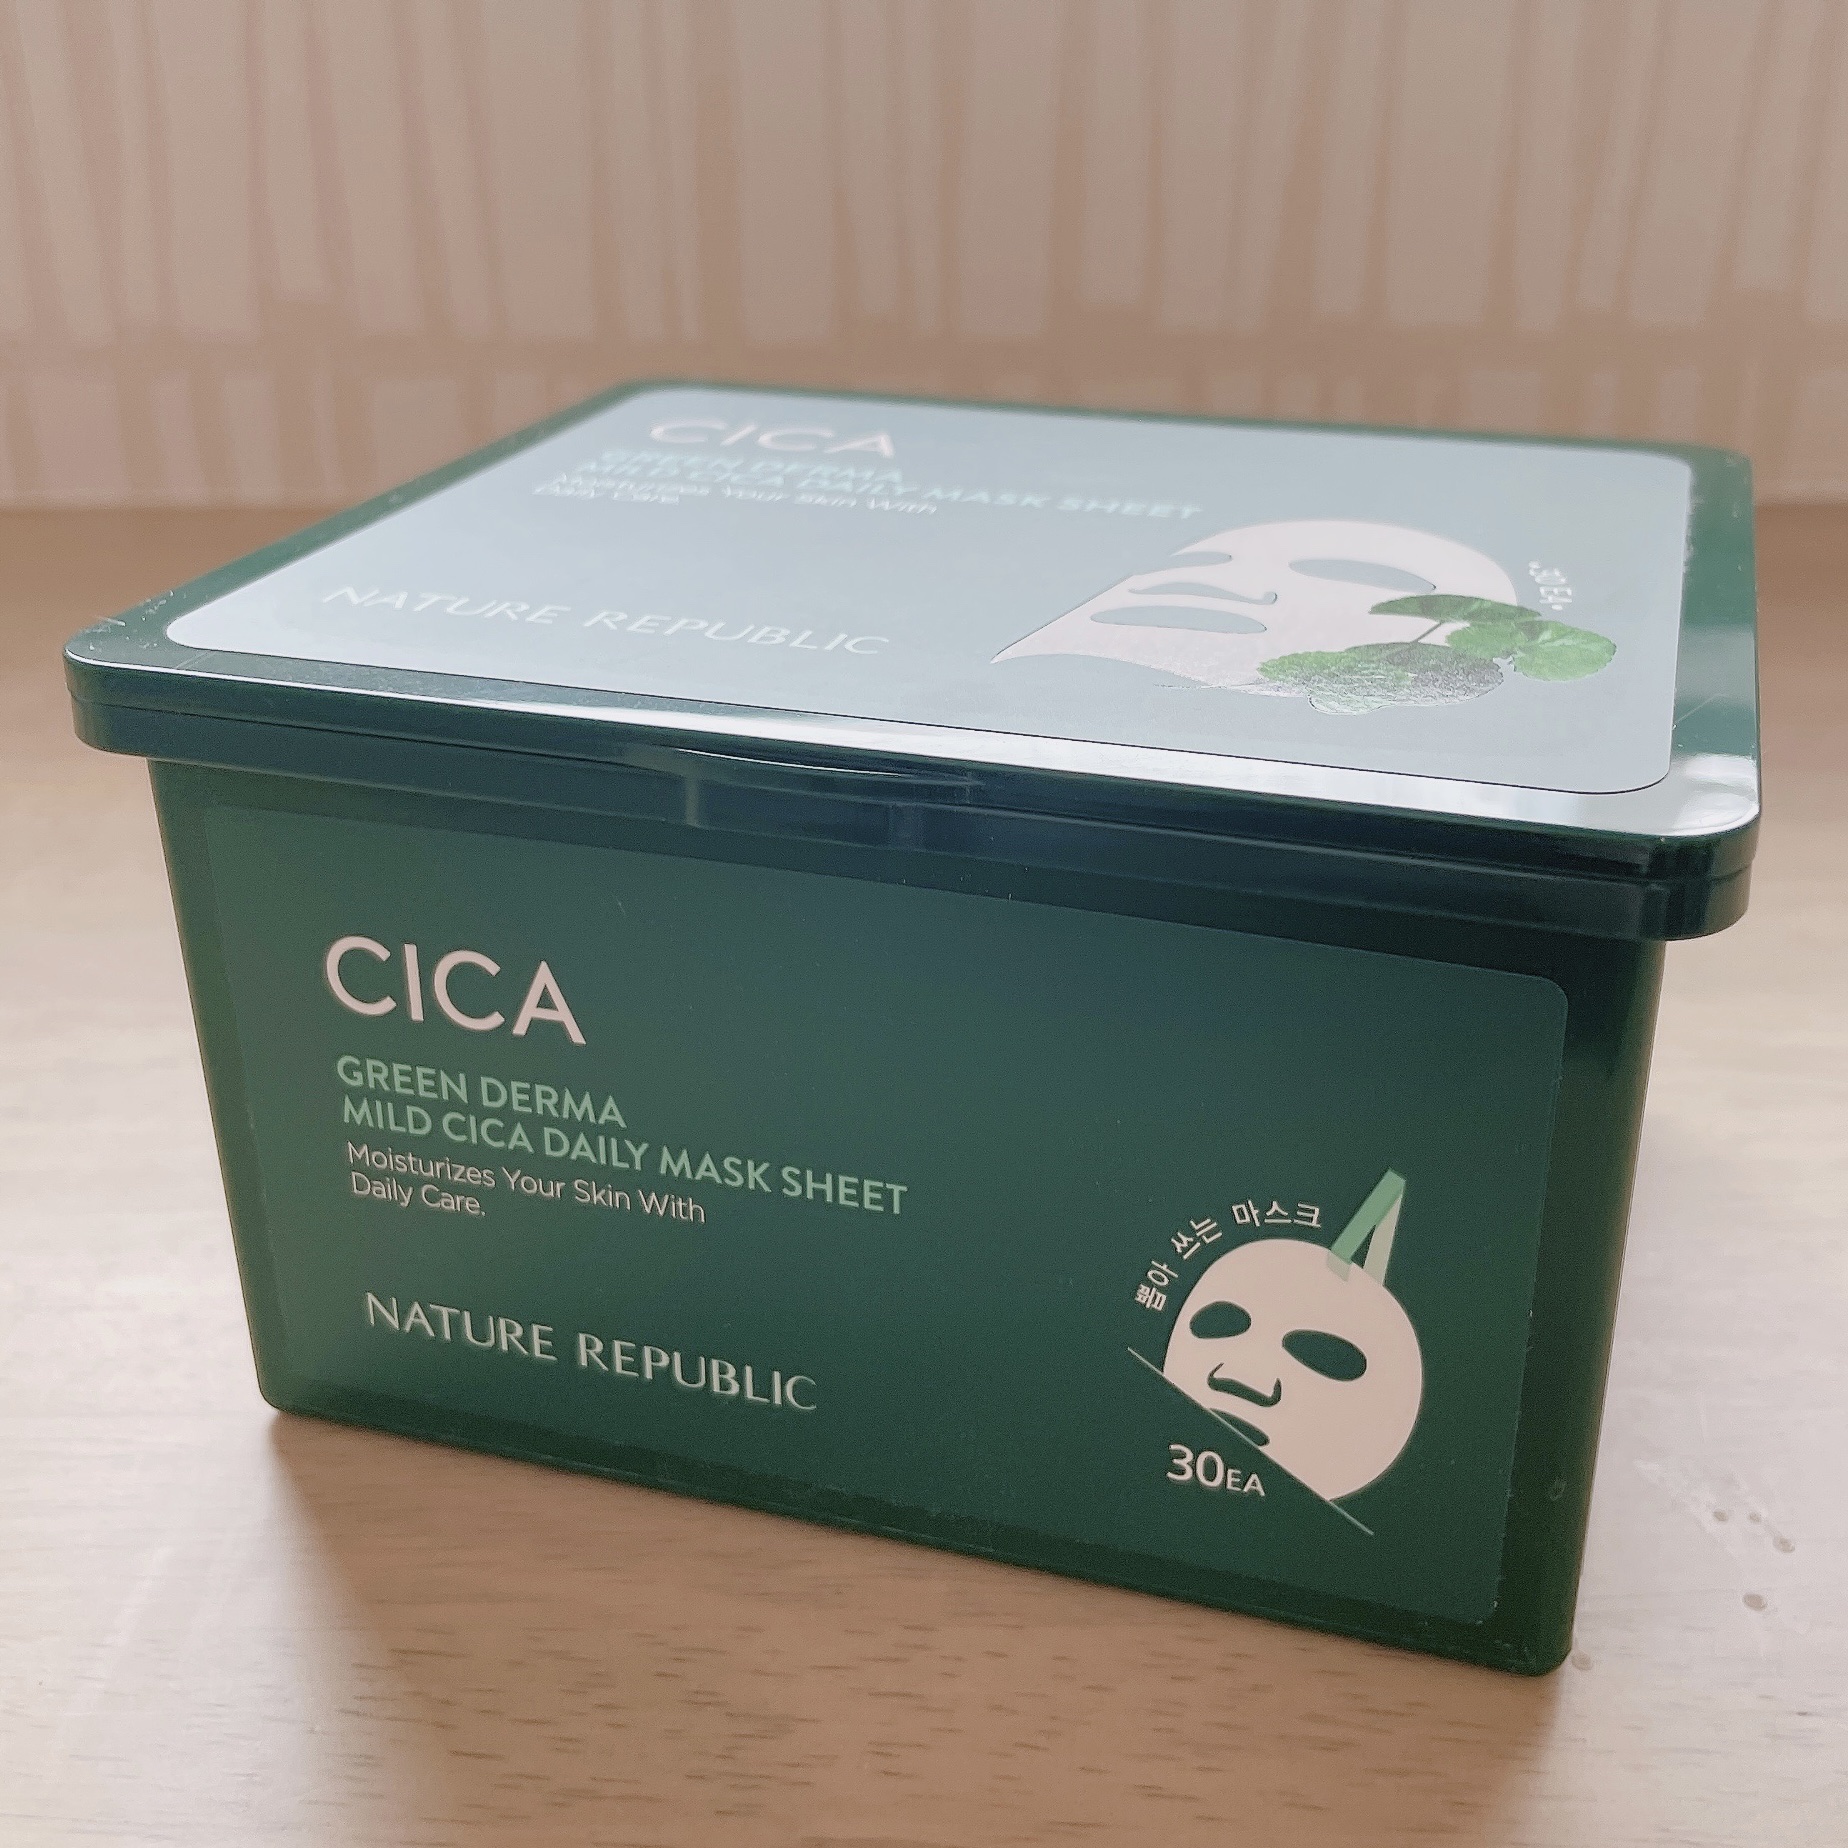 CICA
GREEN DERMA
MILD CICA DAILY MASK SHEET
Moisturizes Your Skin With
Daily Care.
NATURE REPUBLIC
•30EA•
CICA
GREEN DERMA
MILD CICA DAILY MASK SHEET
Moisturizes Your Skin With
Daily Care.
NATURE REPUBLIC
뽑아 쓰는 마스크
30EA